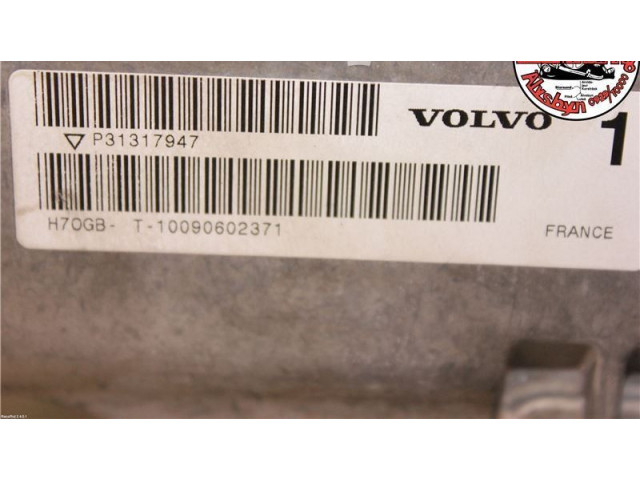 VOLVO 1
P31317947
H70GB- T-10090602371
FRANCE